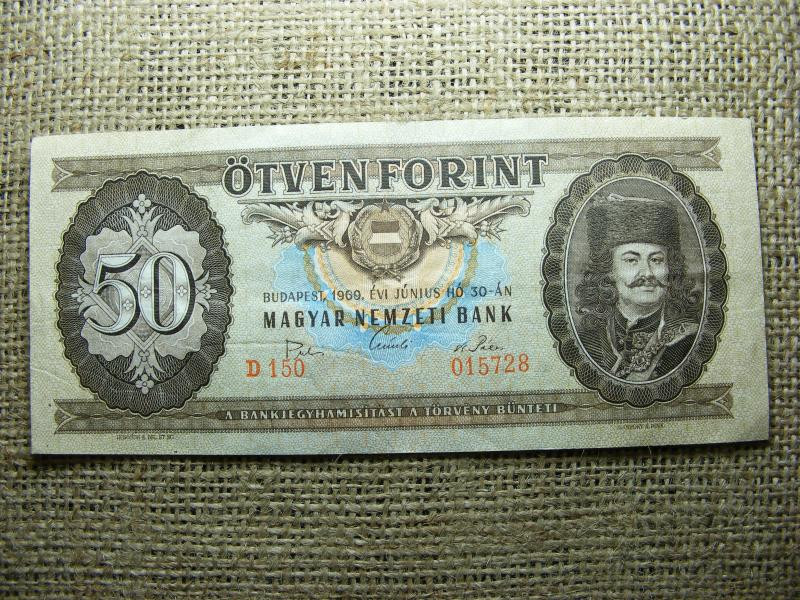 ÖTVEN FORINT
50
BUDAPEST, 1969. ÉVI JÚNIUS HÓ 30-ÁN
MAGYAR NEMZETI BANK
D 150 015728
A BANKJEGYHAMISÍTÁST A TÖRVÉNY BÜNTETI